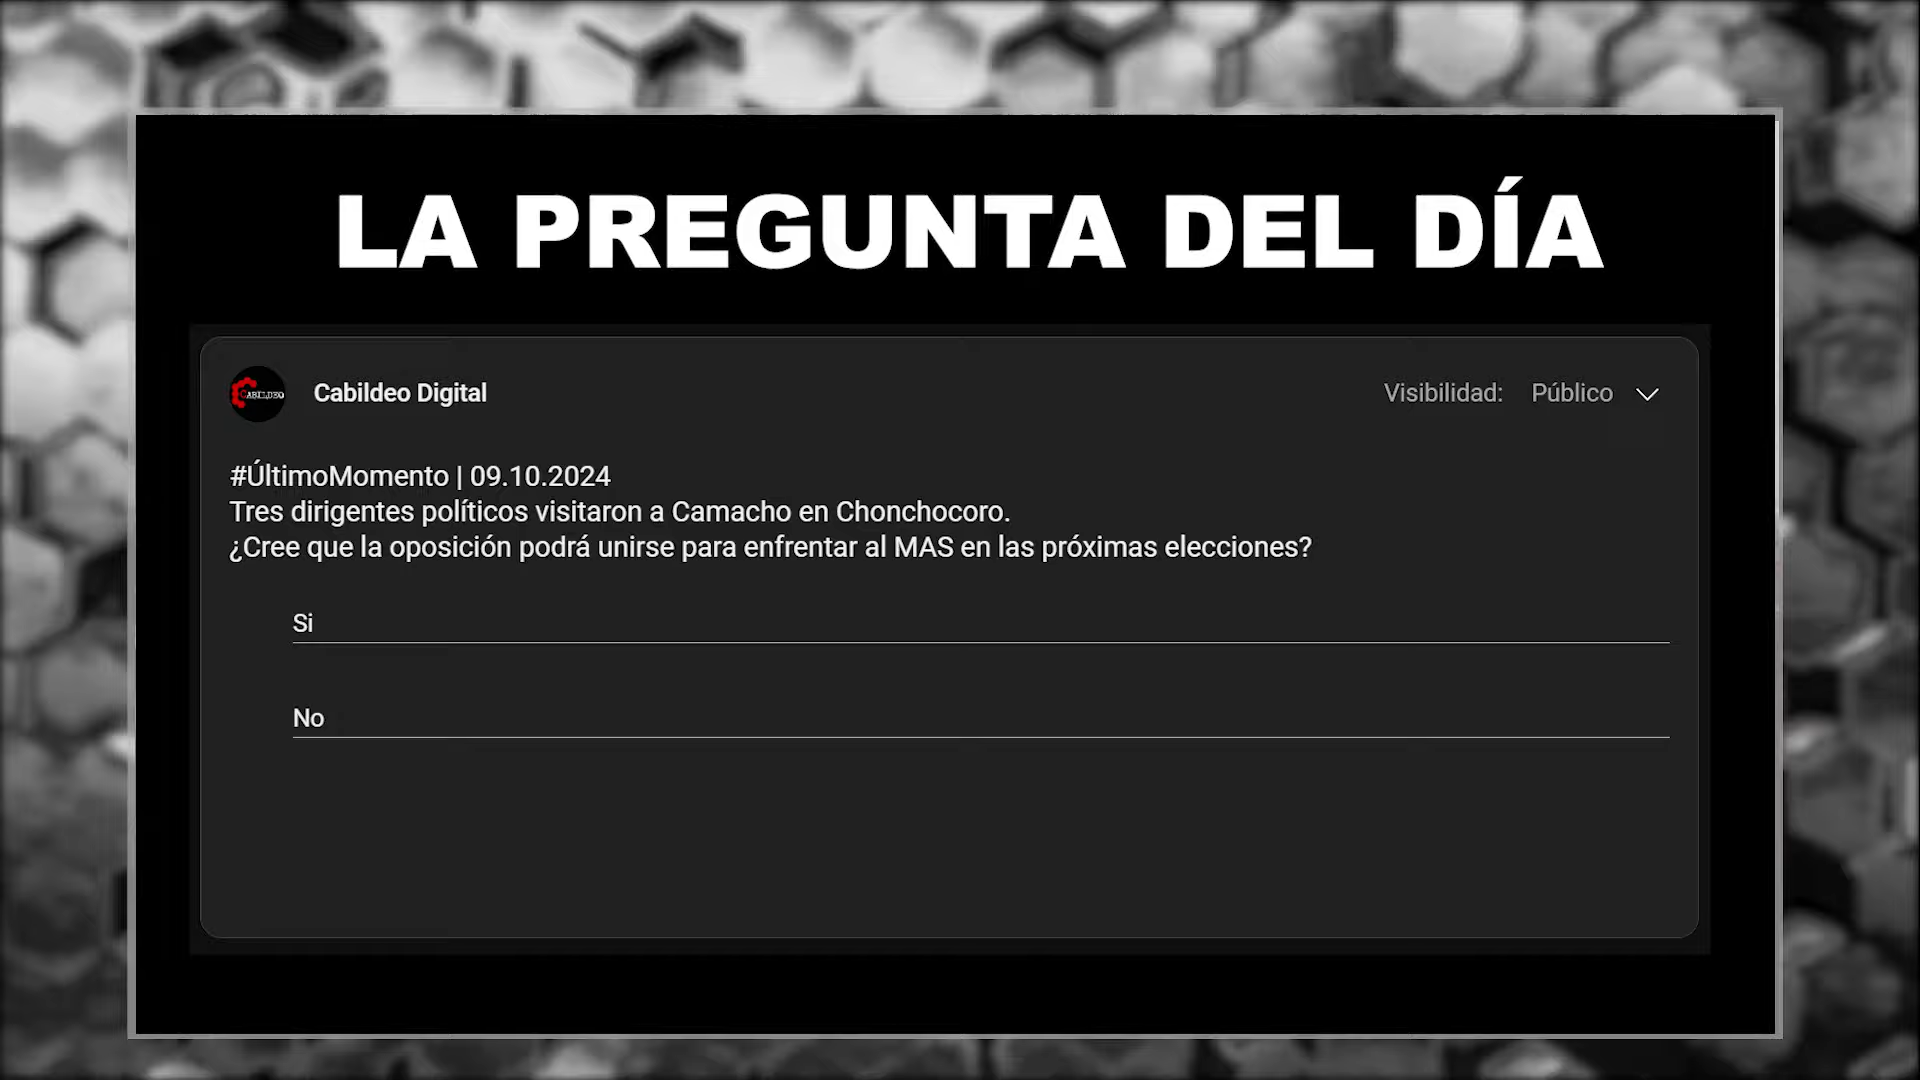 LA PREGUNTA DEL DÍA
CABILDEO
Cabildeo Digital
Visibilidad: Público
#ÚltimoMomento | 09.10.2024
Tres dirigentes políticos visitaron a Camacho en Chonchocoro.
¿Cree que la oposición podrá unirse para enfrentar al MAS en las próximas elecciones?
Si
No